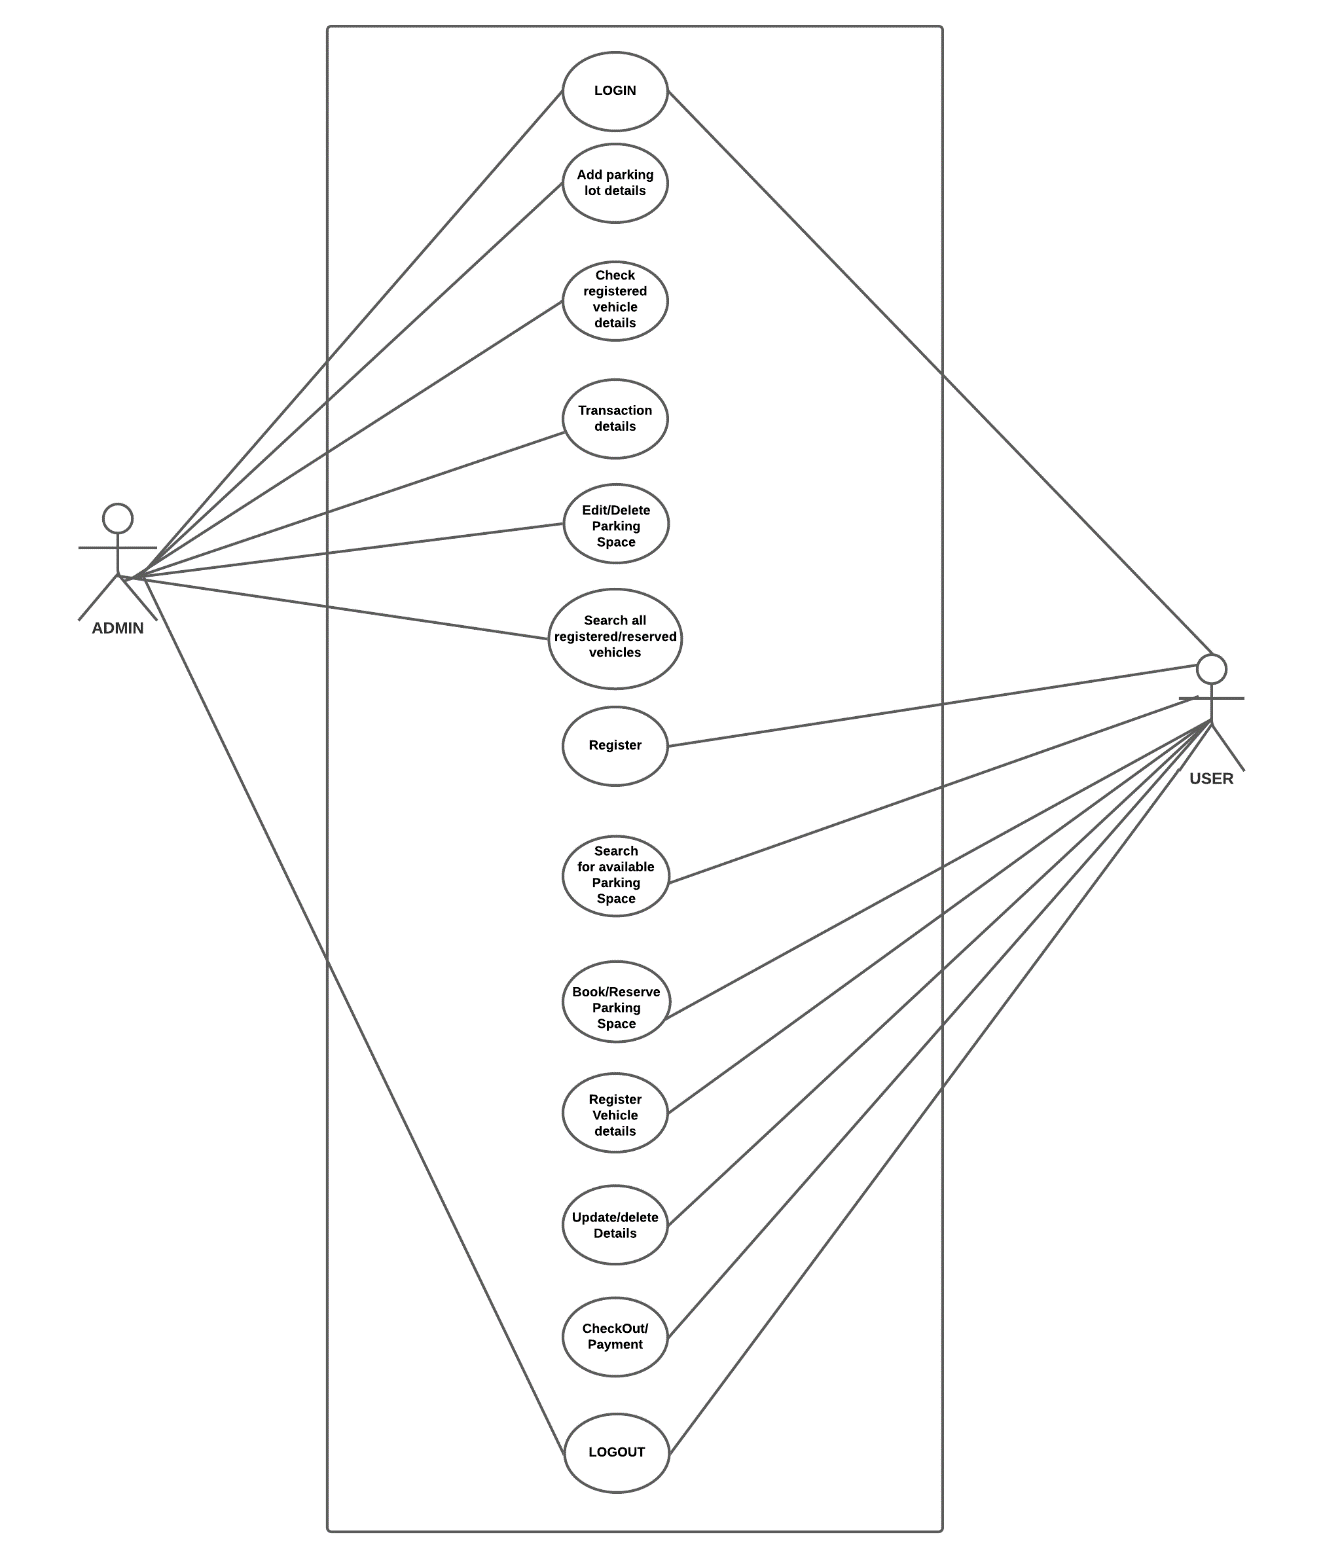 LOGIN
Add parking
lot details
Check
registered
vehicle
details
Transaction
details
Edit/Delete
Parking
Space
ADMIN
Search all
registered/reserved
vehicles
Register
USER
Search
for available
Parking
Space
Book/Reserve
Parking
Space
Register
Vehicle
details
Update/delete
Details
CheckOut/
Payment
LOGOUT